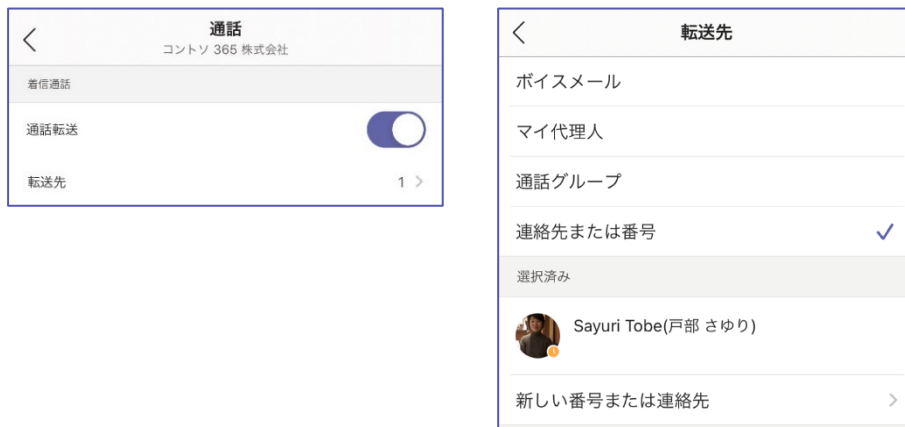 通話
コントソ 365 株式会社
着信通話
通話転送
転送先
1
転送先
ボイスメール
マイ代理人
通話グループ
連絡先または番号
選択済み
Sayuri Tobe(戸部 さゆり)
新しい番号または連絡先